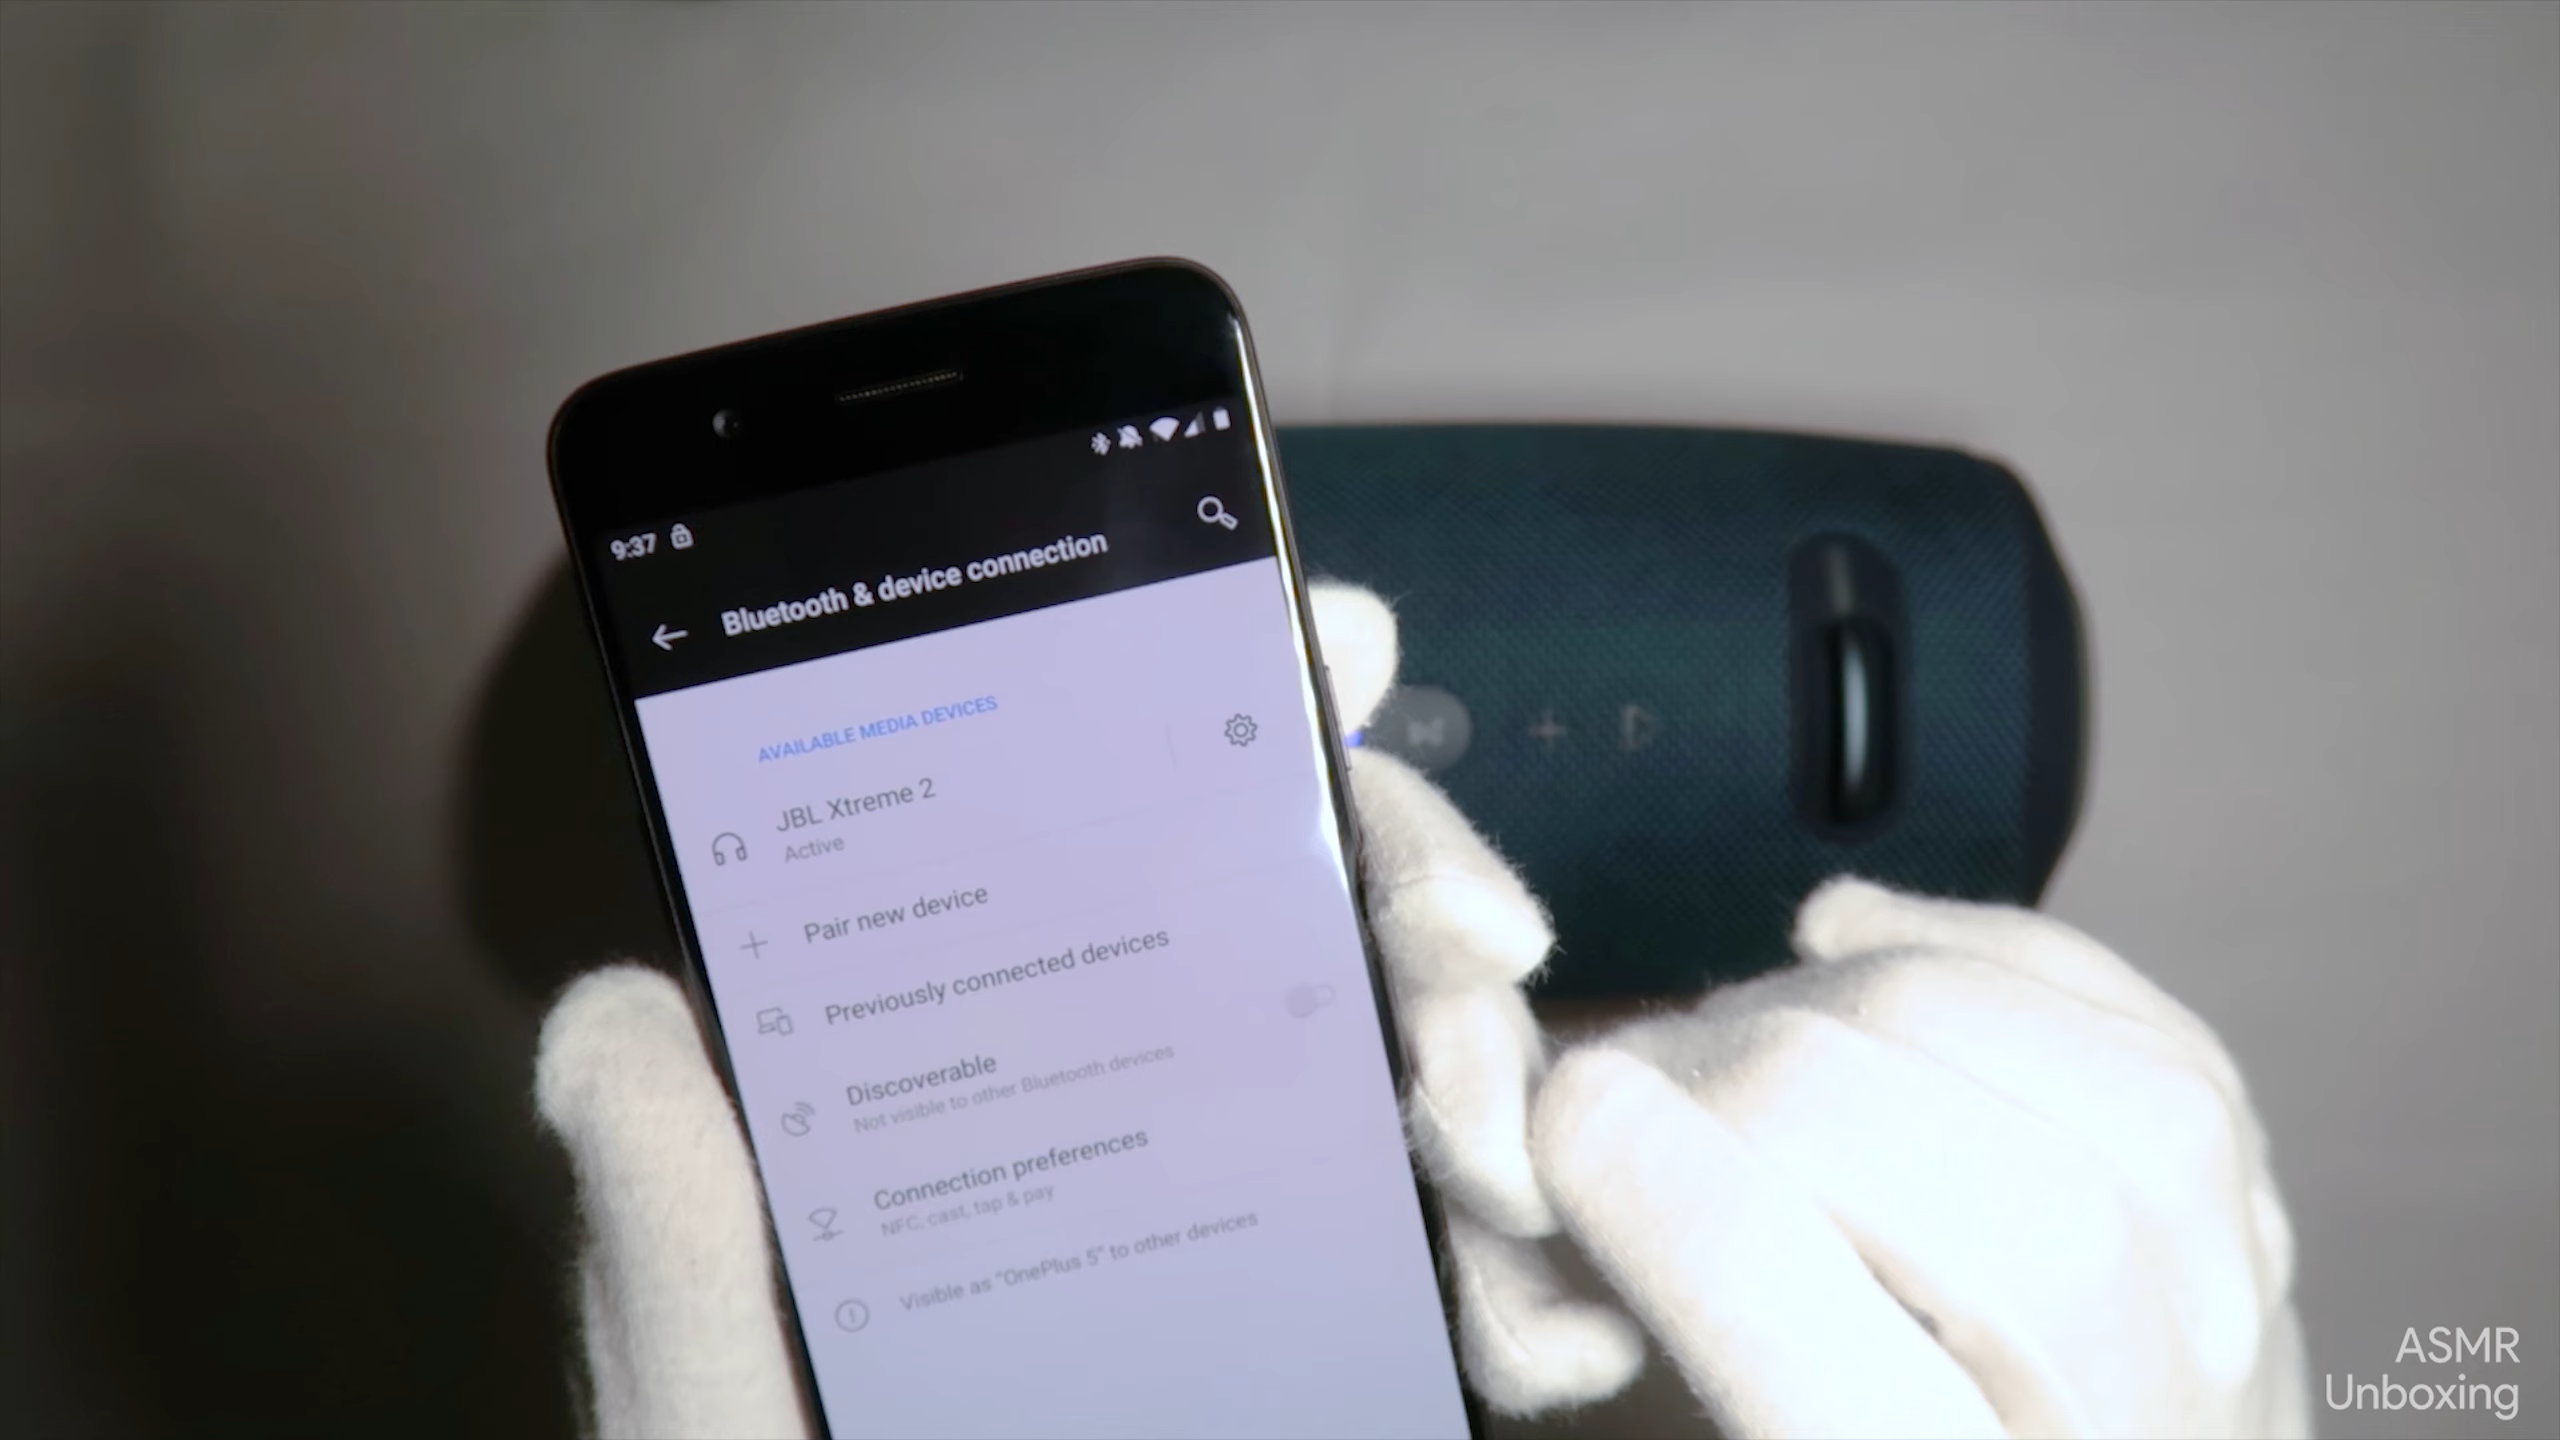 9:37
Bluetooth & device connection
AVAILABLE MEDIA DEVICES
JBL Xtreme 2
Active
Pair new device
Previously connected devices
Discoverable
Not visible to other Bluetooth devices
Connection preferences
NFC, cast, tap & pay
Visible as "OnePlus 5" to other devices
ASMR
Unboxing